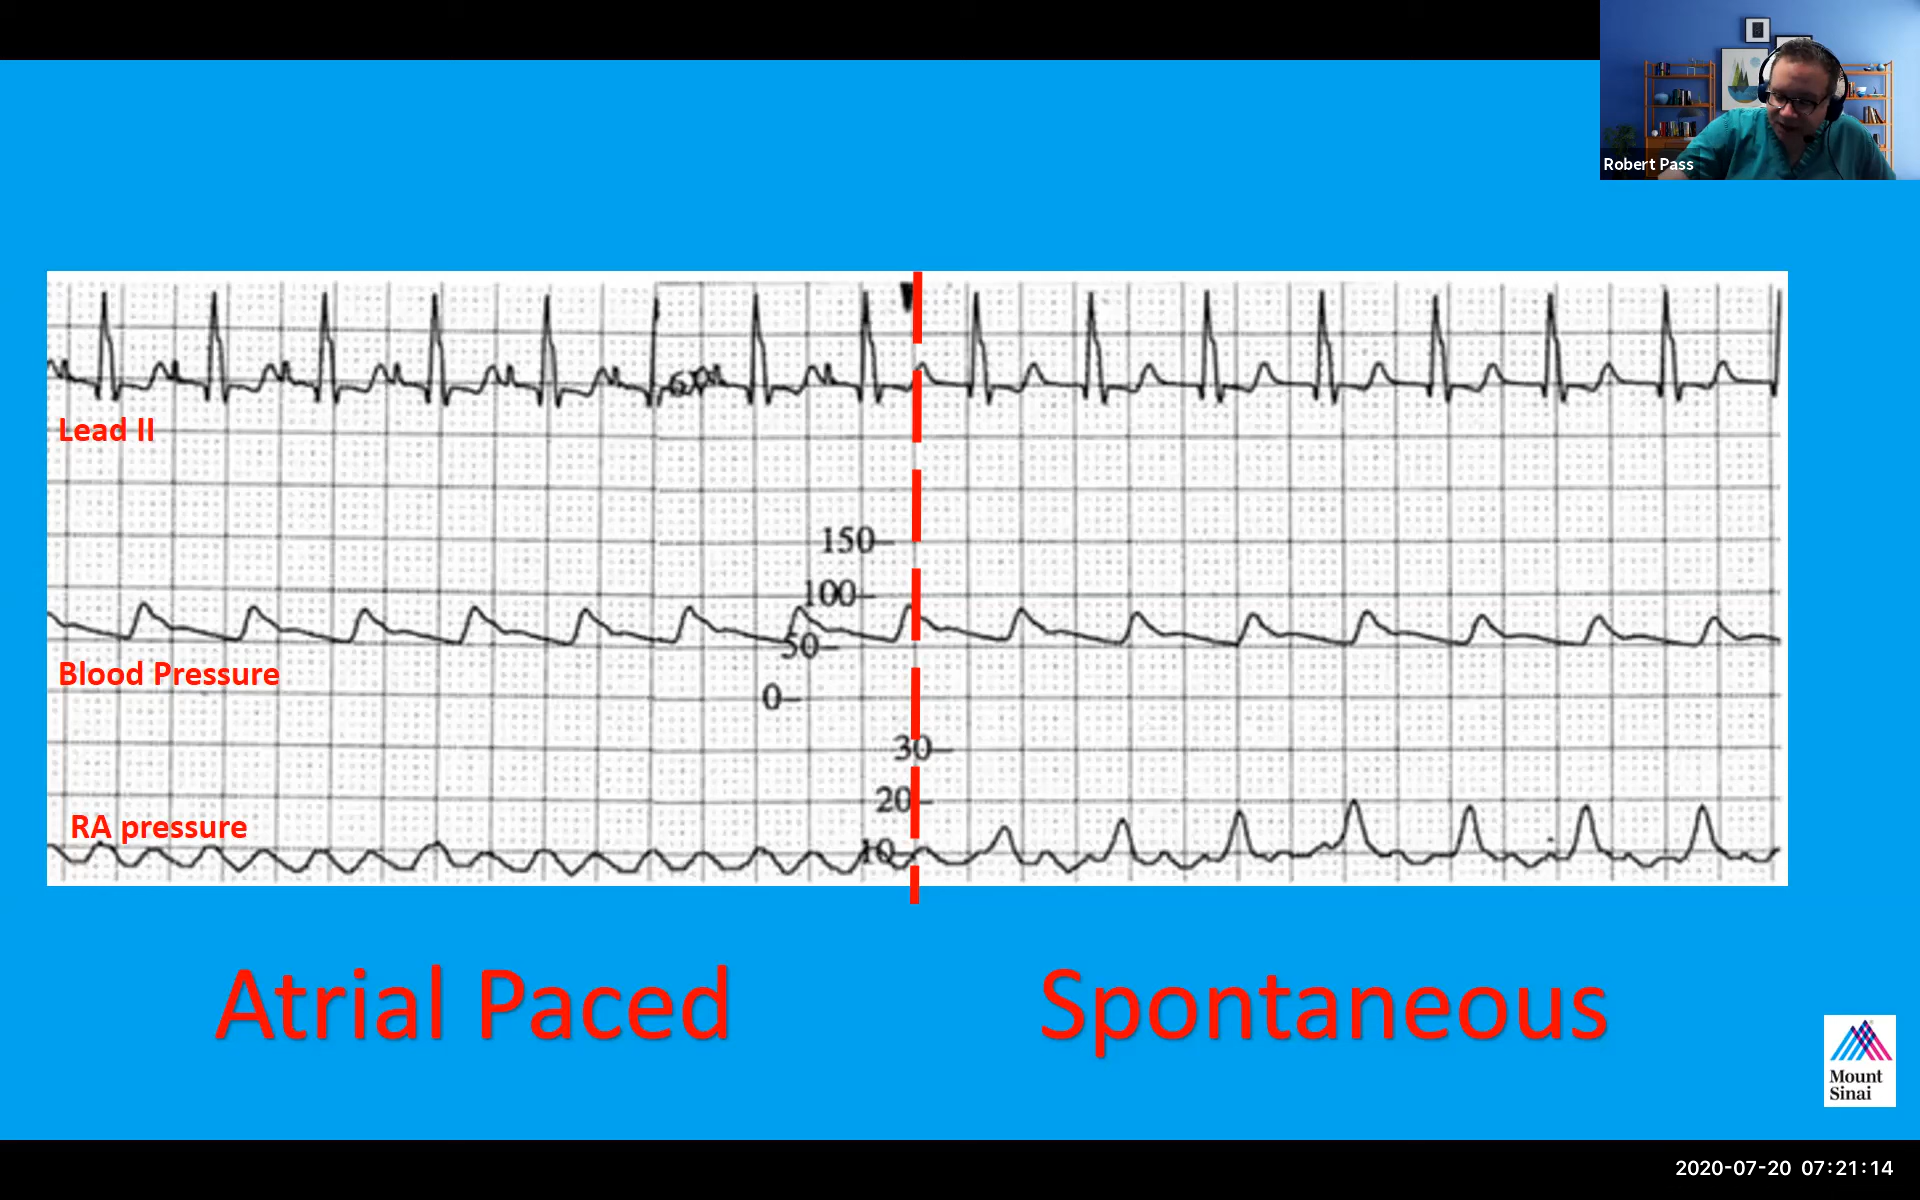 Robert Pass
Lead II
150
100
50
Blood Pressure
0
30
20
RA pressure
10
Atrial Paced
Spontaneous
Mount
Sinai
2020-07-20 07:21:14